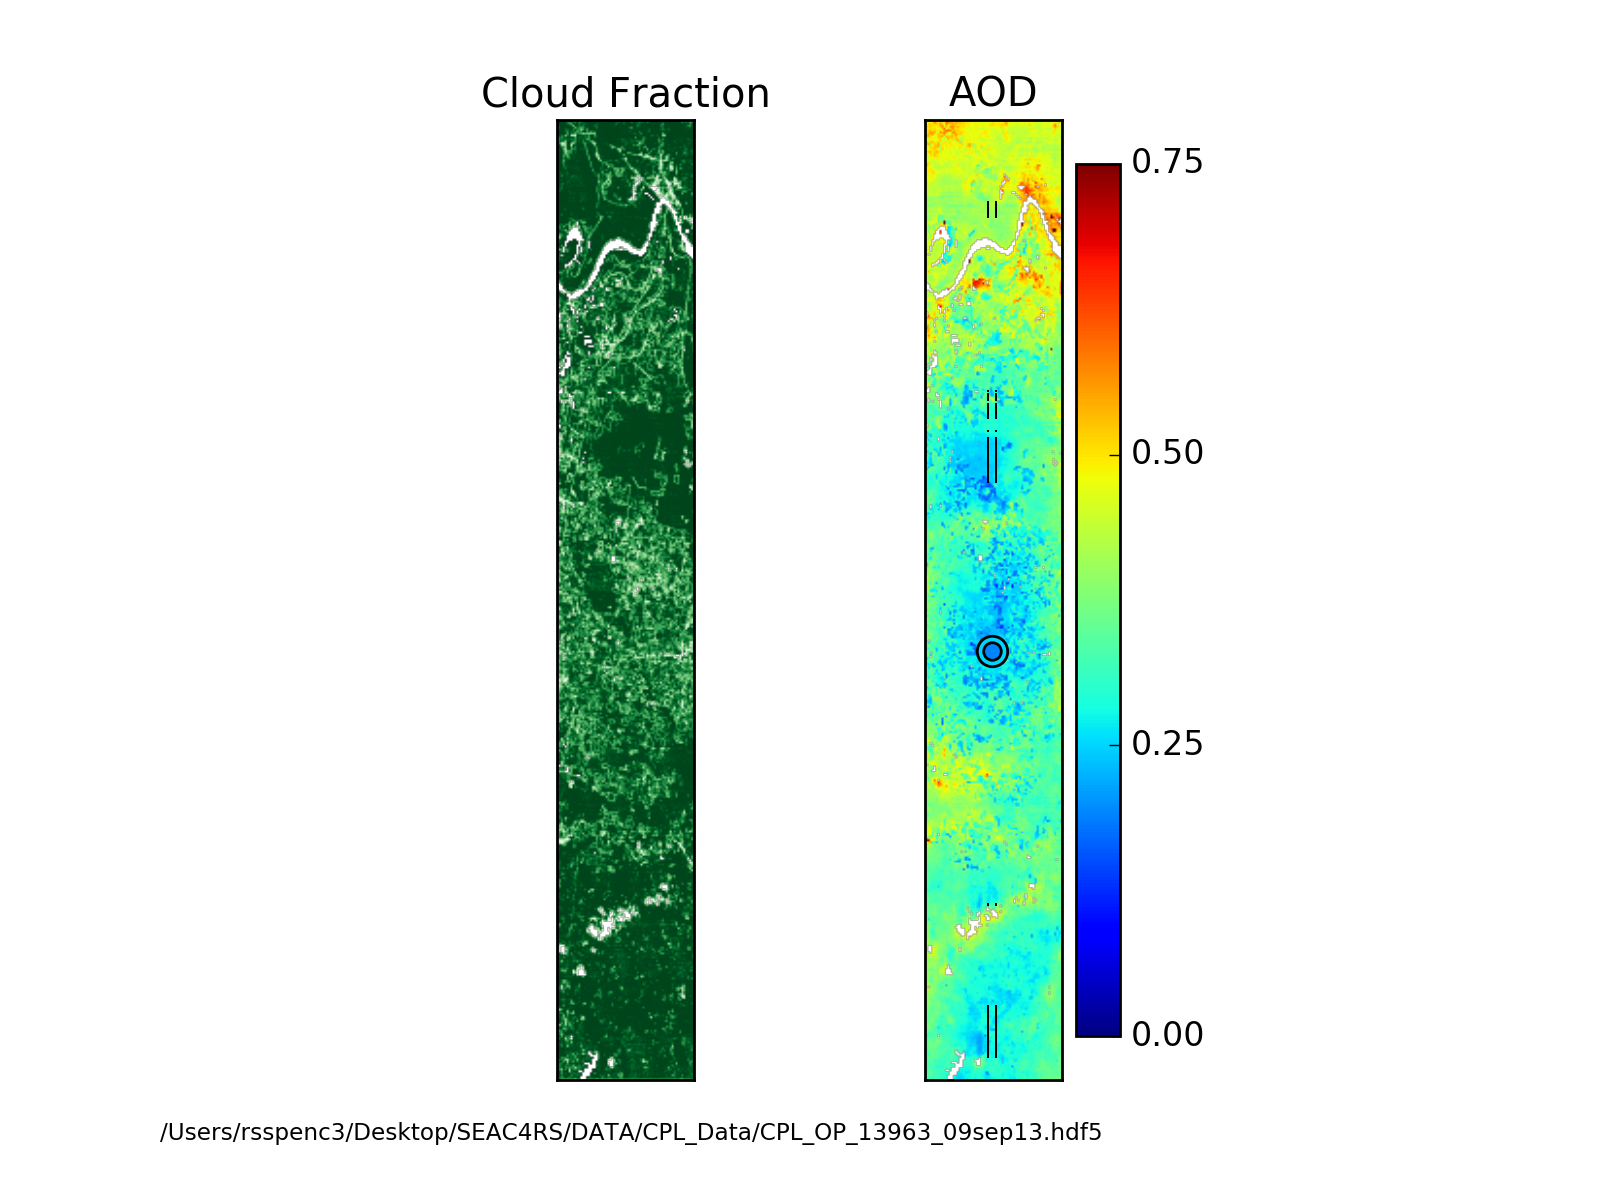 Cloud Fraction
AOD
0.75
0.50
0.25
0.00
/Users/rsspenc3/Desktop/SEAC4RS/DATA/CPL_Data/CPL_OP_13963_09sep13.hdf5